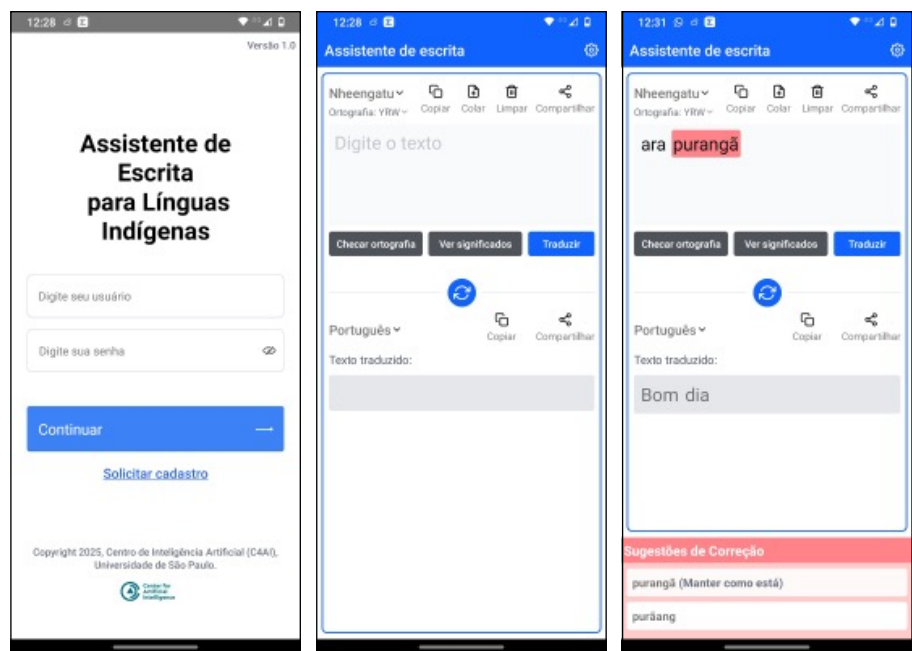 12:28
Versão 1.0
Assistente de
Escrita
para Línguas
Indígenas
Digite seu usuário
Digite sua senha
Continuar
Solicitar cadastro
Copyright 2025, Centro de Inteligência Artificial (C4AI),
Universidade de São Paulo.
Center for
Artificial
Intelligence
12:28
Assistente de escrita
Nheengatu
Copiar Colar Limpar Compartilhar
Ortografia: YRW
Digite o texto
Checar ortografia Ver significados Traduzir
Português
Copiar Compartilhar
Texto traduzido:
12:31
Assistente de escrita
Nheengatu
Copiar Colar Limpar Compartilhar
Ortografia: YRW
ara purangã
Checar ortografia Ver significados Traduzir
Português
Copiar Compartilhar
Texto traduzido:
Bom dia
Sugestões de Correção
purangã (Manter como está)
purãang